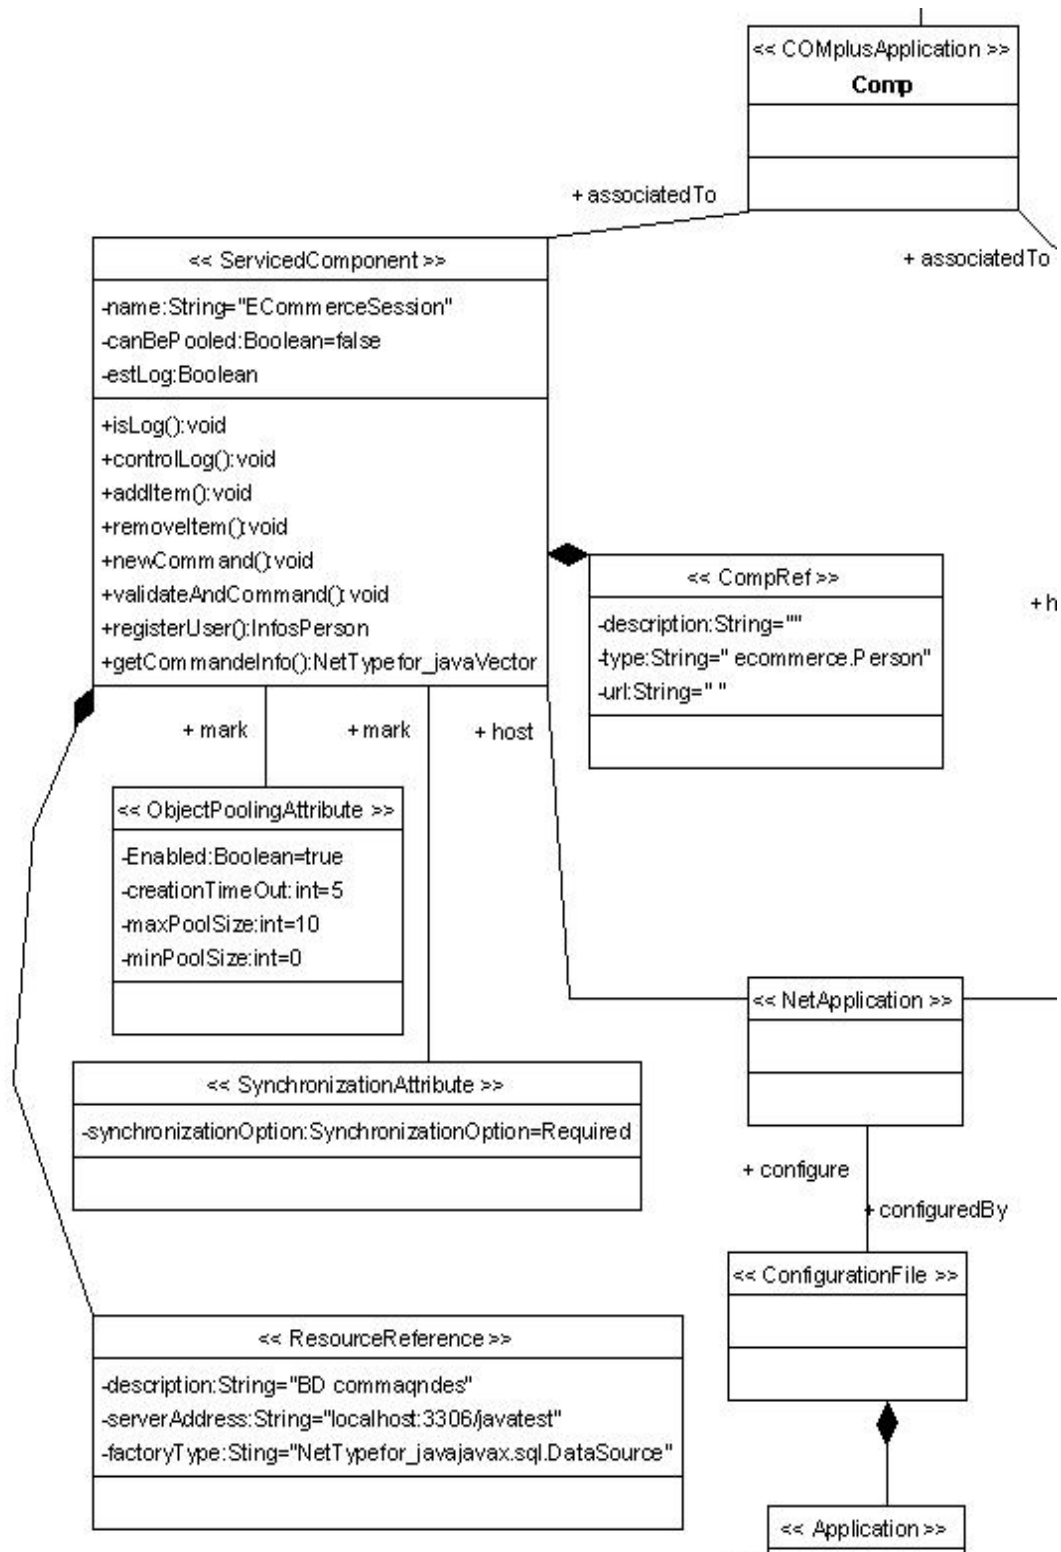 << COMplusApplication >>
Comp
+ associatedTo
+ associatedTo
<< ServicedComponent >>
-name:String="ECommerceSession"
-canBePooled:Boolean=false
-estLog:Boolean
+isLog():void
+controlLog():void
+addItem():void
+removeItem():void
+newCommand():void
+validateAndCommand():void
+registerUser():InfosPerson
+getCommandeInfo():NetTypefor_javaVector
<< CompRef >>
-description:String=""
-type:String=" ecommerce.Person"
-url:String=" "
+ h
+ mark
+ mark
+ host
<< ObjectPoolingAttribute >>
-Enabled:Boolean=true
-creationTimeOut:int=5
-maxPoolSize:int=10
-minPoolSize:int=0
<< NetApplication >>
<< SynchronizationAttribute >>
-synchronizationOption:SynchronizationOption=Required
+ configure
+ configuredBy
<< ConfigurationFile >>
<< ResourceReference >>
-description:String="BD commaqndes"
-serverAddress:String="localhost:3306/javatest"
-factoryType:Sting="NetTypefor_javajavax.sql.DataSource"
<< Application >>